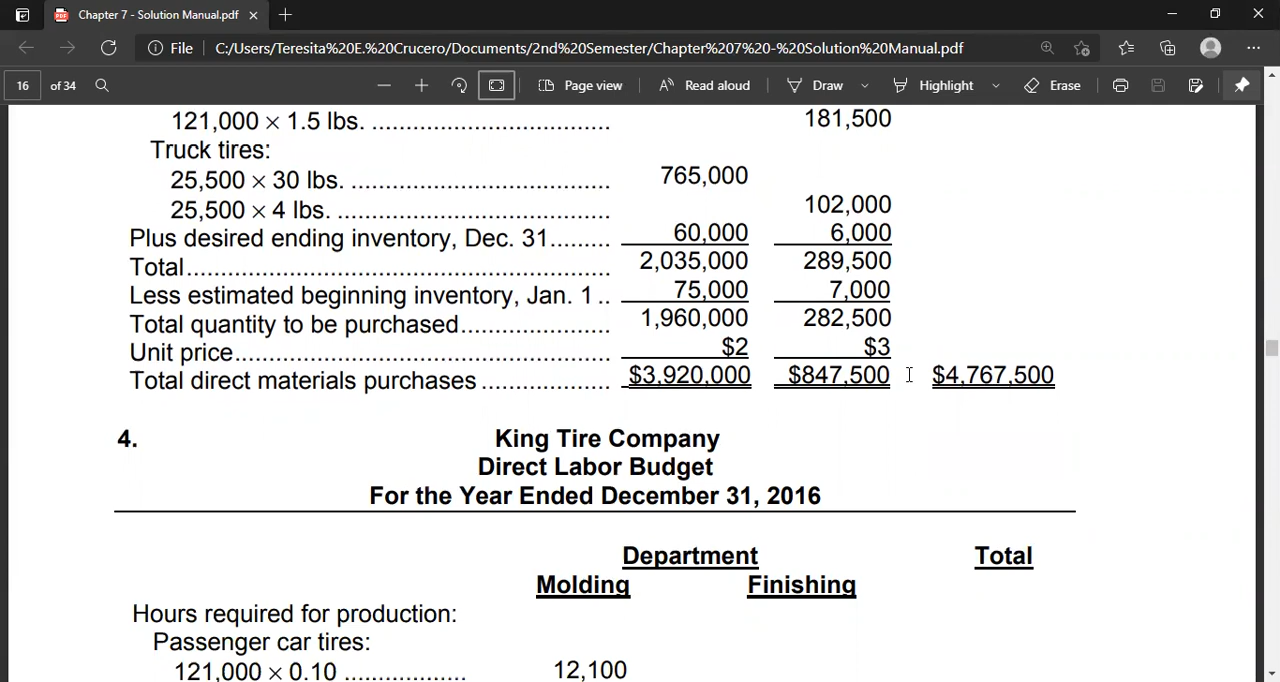 Chapter 7 - Solution Manual.pdf
File C:/Users/Teresita%20E.%20Crucero/Documents/2nd%20Semester/Chapter%207%20-%20Solution%20Manual.pdf
16 of 34 Page view Read aloud Draw Highlight Erase
121,000 × 1.5 lbs. .................................... 181,500
Truck tires:
25,500 × 30 lbs. ........................................ 765,000
25,500 × 4 lbs. ......................................... 102,000
Plus desired ending inventory, Dec. 31......... 60,000 6,000
Total............................................................... 2,035,000 289,500
Less estimated beginning inventory, Jan. 1 .. 75,000 7,000
Total quantity to be purchased...................... 1,960,000 282,500
Unit price........................................................ $2 $3
Total direct materials purchases ................... $3,920,000 $847,500 $4,767,500
4. King Tire Company
Direct Labor Budget
For the Year Ended December 31, 2016
Department Total
Molding Finishing
Hours required for production:
Passenger car tires:
121,000 × 0.10 .................. 12,100